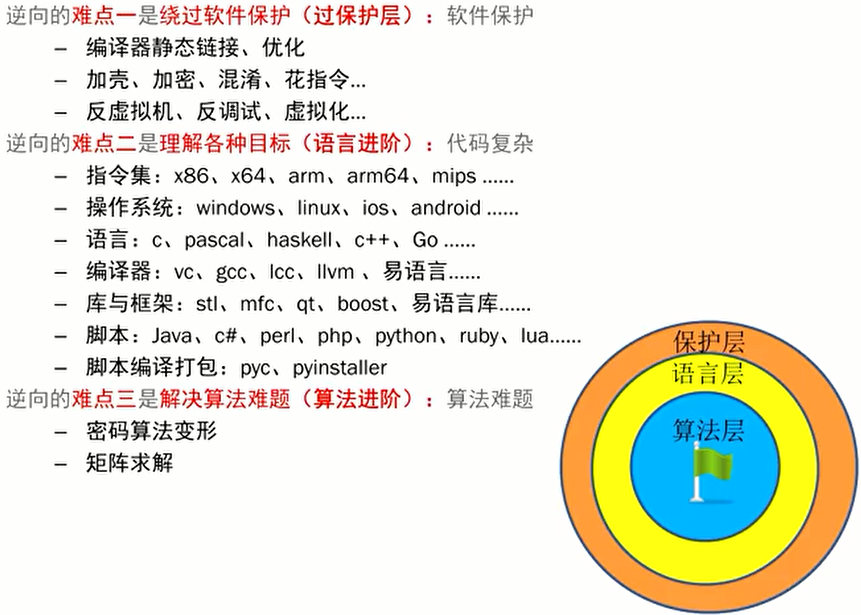 逆向的难点一是绕过软件保护（过保护层）：软件保护
– 编译器静态链接、优化
– 加壳、加密、混淆、花指令...
– 反虚拟机、反调试、虚拟化...
逆向的难点二是理解各种目标（语言进阶）：代码复杂
– 指令集：x86、x64、arm、arm64、mips ......
– 操作系统：windows、linux、ios、android ......
– 语言：c、pascal、haskell、c++、Go ......
– 编译器：vc、gcc、lcc、llvm 、易语言......
– 库与框架：stl、mfc、qt、boost、易语言库......
– 脚本：Java、c#、perl、php、python、ruby、lua......
– 脚本编译打包：pyc、pyinstaller
逆向的难点三是解决算法难题（算法进阶）：算法难题
– 密码算法变形
– 矩阵求解
保护层
语言层
算法层